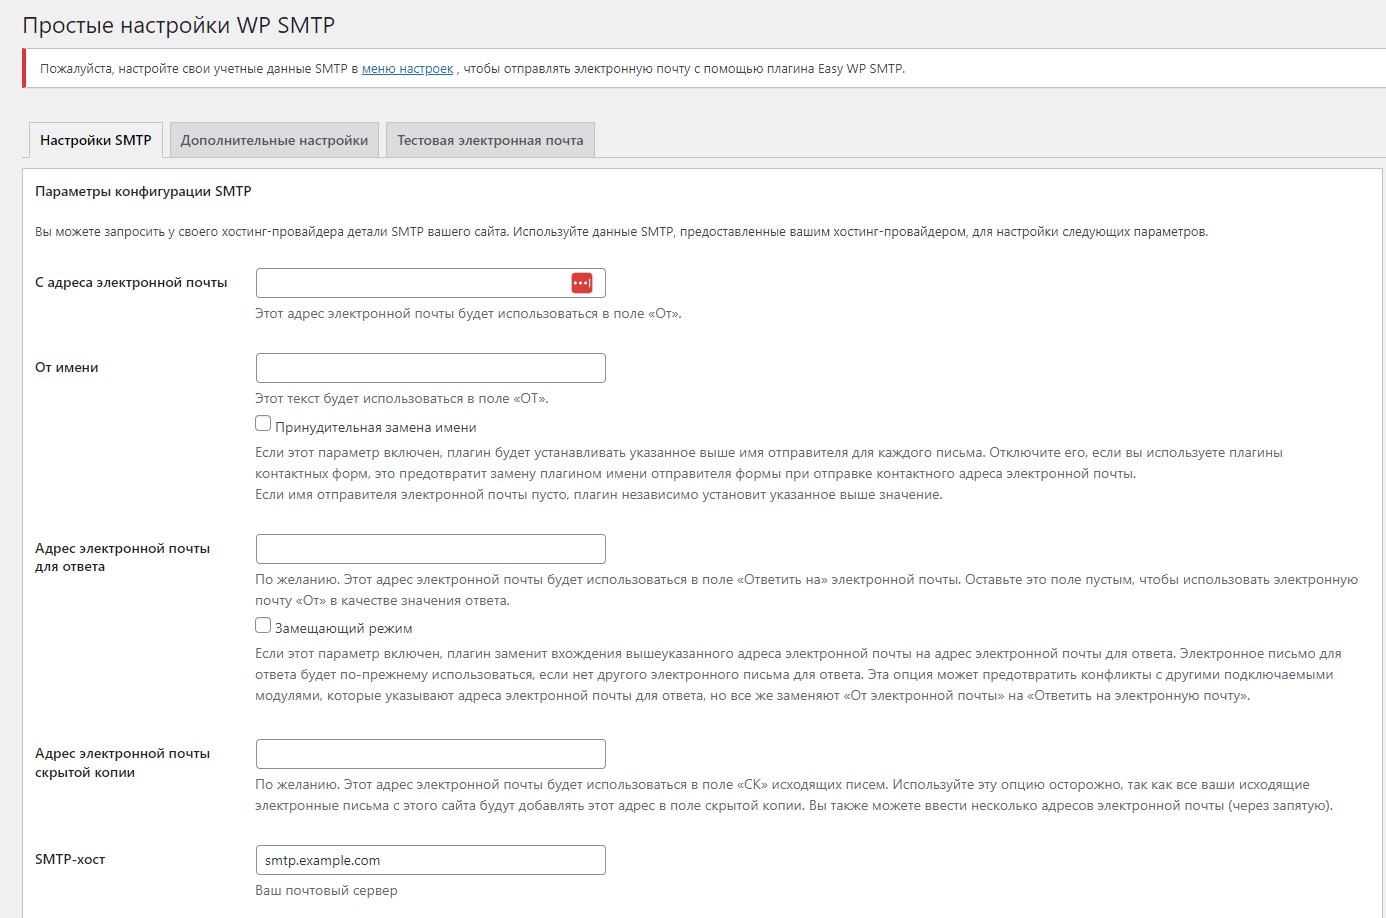 Простые настройки WP SMTP
Пожалуйста, настройте свои учетные данные SMTP в меню настроек , чтобы отправлять электронную почту с помощью плагина Easy WP SMTP.
Настройки SMTP
Дополнительные настройки
Тестовая электронная почта
Параметры конфигурации SMTP
Вы можете запросить у своего хостинг-провайдера детали SMTP вашего сайта. Используйте данные SMTP, предоставленные вашим хостинг-провайдером, для настройки следующих параметров.
С адреса электронной почты
Этот адрес электронной почты будет использоваться в поле «От».
От имени
Этот текст будет использоваться в поле «ОТ».
Принудительная замена имени
Если этот параметр включен, плагин будет устанавливать указанное выше имя отправителя для каждого письма. Отключите его, если вы используете плагины
контактных форм, это предотвратит замену плагином имени отправителя формы при отправке контактного адреса электронной почты.
Если имя отправителя электронной почты пусто, плагин независимо установит указанное выше значение.
Адрес электронной почты
для ответа
По желанию. Этот адрес электронной почты будет использоваться в поле «Ответить на» электронной почты. Оставьте это поле пустым, чтобы использовать электронную
почту «От» в качестве значения ответа.
Замещающий режим
Если этот параметр включен, плагин заменит вхождения вышеуказанного адреса электронной почты на адрес электронной почты для ответа. Электронное письмо для
ответа будет по-прежнему использоваться, если нет другого электронного письма для ответа. Эта опция может предотвратить конфликты с другими подключаемыми
модулями, которые указывают адреса электронной почты для ответа, но все же заменяют «От электронной почты» на «Ответить на электронную почту».
Адрес электронной почты
скрытой копии
По желанию. Этот адрес электронной почты будет использоваться в поле «СК» исходящих писем. Используйте эту опцию осторожно, так как все ваши исходящие
электронные письма с этого сайта будут добавлять этот адрес в поле скрытой копии. Вы также можете ввести несколько адресов электронной почты (через запятую).
SMTP-хост
smtp.example.com
Ваш почтовый сервер